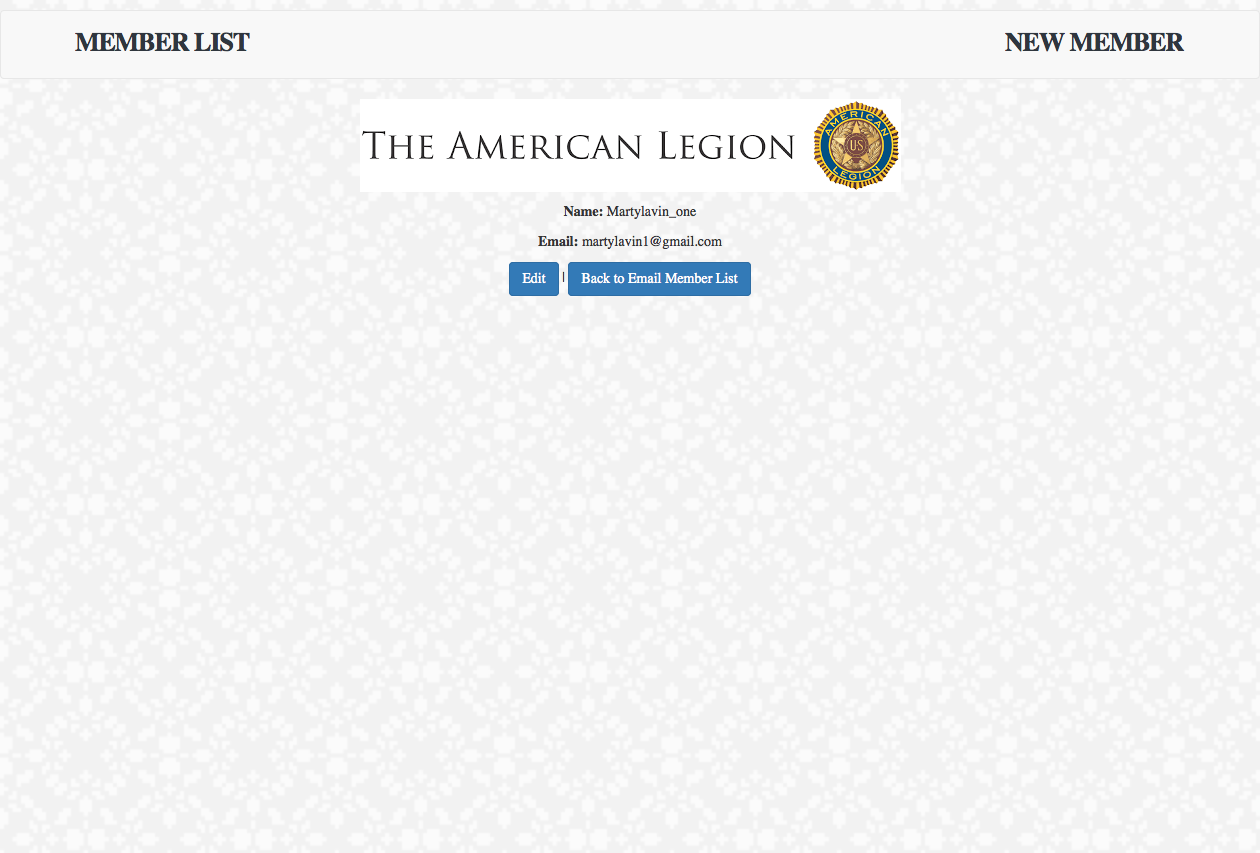 MEMBER LIST
NEW MEMBER
THE AMERICAN LEGION
AMERICAN
US
LEGION
Name: Martylavin_one
Email: martylavin1@gmail.com
Edit | Back to Email Member List